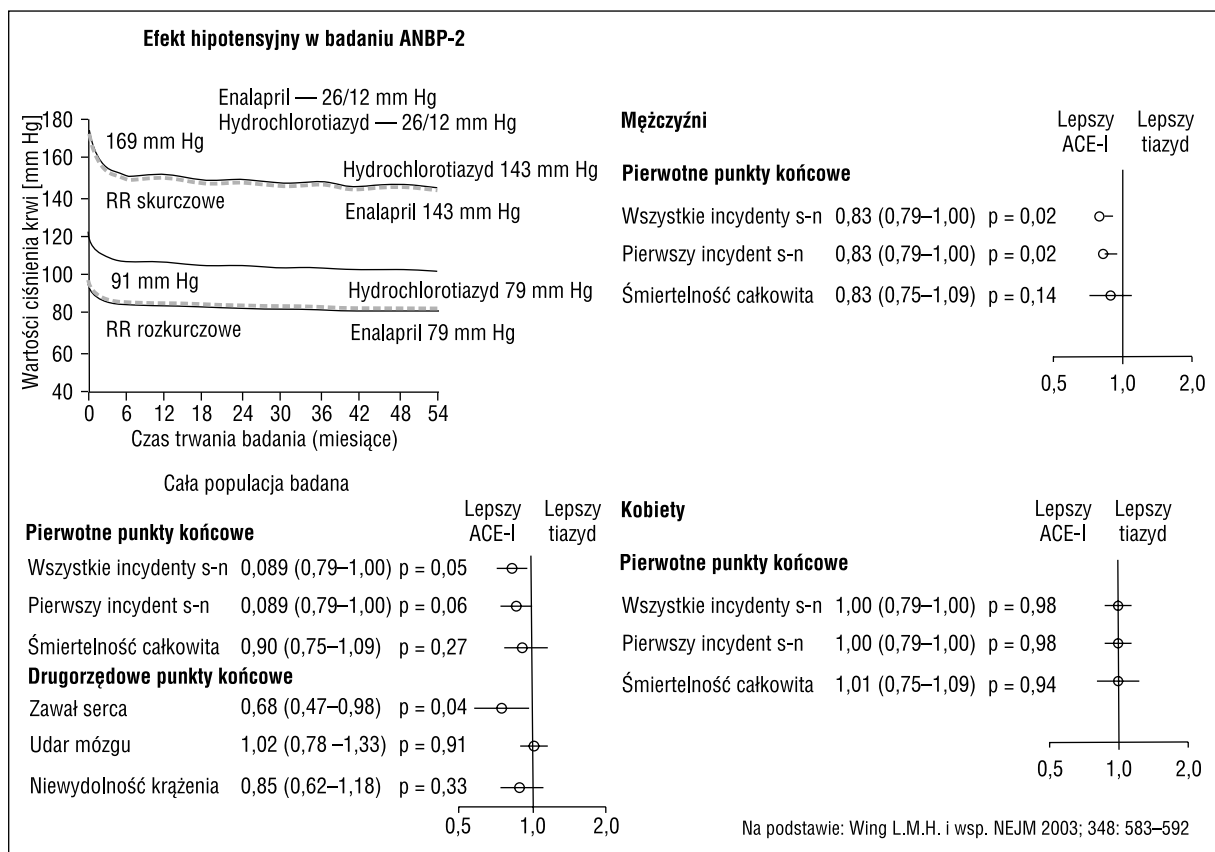 Efekt hipotensyjny w badaniu ANBP-2
Enalapril — 26/12 mm Hg
Hydrochlorotiazyd — 26/12 mm Hg
Wartości ciśnienia krwi [mm Hg]
180
160
140
120
100
80
60
40
169 mm Hg
Hydrochlorotiazyd 143 mm Hg
RR skurczowe
Enalapril 143 mm Hg
91 mm Hg
Hydrochlorotiazyd 79 mm Hg
RR rozkurczowe
Enalapril 79 mm Hg
0 6 12 18 24 30 36 42 48 54
Czas trwania badania (miesiące)
Mężczyźni
Lepszy ACE-I
Lepszy tiazyd
Pierwotne punkty końcowe
Wszystkie incydenty s-n 0,83 (0,79–1,00) p = 0,02
Pierwszy incydent s-n 0,83 (0,79–1,00) p = 0,02
Śmiertelność całkowita 0,83 (0,75–1,09) p = 0,14
0,5 1,0 2,0
Cała populacja badana
Lepszy ACE-I
Lepszy tiazyd
Pierwotne punkty końcowe
Wszystkie incydenty s-n 0,089 (0,79–1,00) p = 0,05
Pierwszy incydent s-n 0,089 (0,79–1,00) p = 0,06
Śmiertelność całkowita 0,90 (0,75–1,09) p = 0,27
Drugorzędowe punkty końcowe
Zawał serca 0,68 (0,47–0,98) p = 0,04
Udar mózgu 1,02 (0,78 –1,33) p = 0,91
Niewydolność krążenia 0,85 (0,62–1,18) p = 0,33
0,5 1,0 2,0
Kobiety
Lepszy ACE-I
Lepszy tiazyd
Pierwotne punkty końcowe
Wszystkie incydenty s-n 1,00 (0,79–1,00) p = 0,98
Pierwszy incydent s-n 1,00 (0,79–1,00) p = 0,98
Śmiertelność całkowita 1,01 (0,75–1,09) p = 0,94
0,5 1,0 2,0
Na podstawie: Wing L.M.H. i wsp. NEJM 2003; 348: 583–592